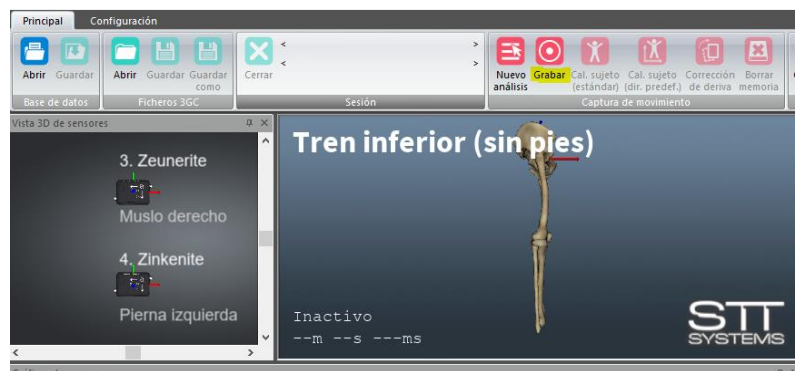 Principal Configuración
Abrir Guardar
Base de datos
Abrir Guardar Guardar como
Ficheros 3GC
Cerrar
< >
< >
Sesión
Nuevo análisis Grabar Cal. sujeto (estándar) Cal. sujeto (dir. predef.) Corrección de deriva Borrar memoria
Captura de movimiento
Vista 3D de sensores
3. Zeunerite
Muslo derecho
4. Zinkenite
Pierna izquierda
Tren inferior (sin pies)
Inactivo
--m --s ---ms
STT
SYSTEMS